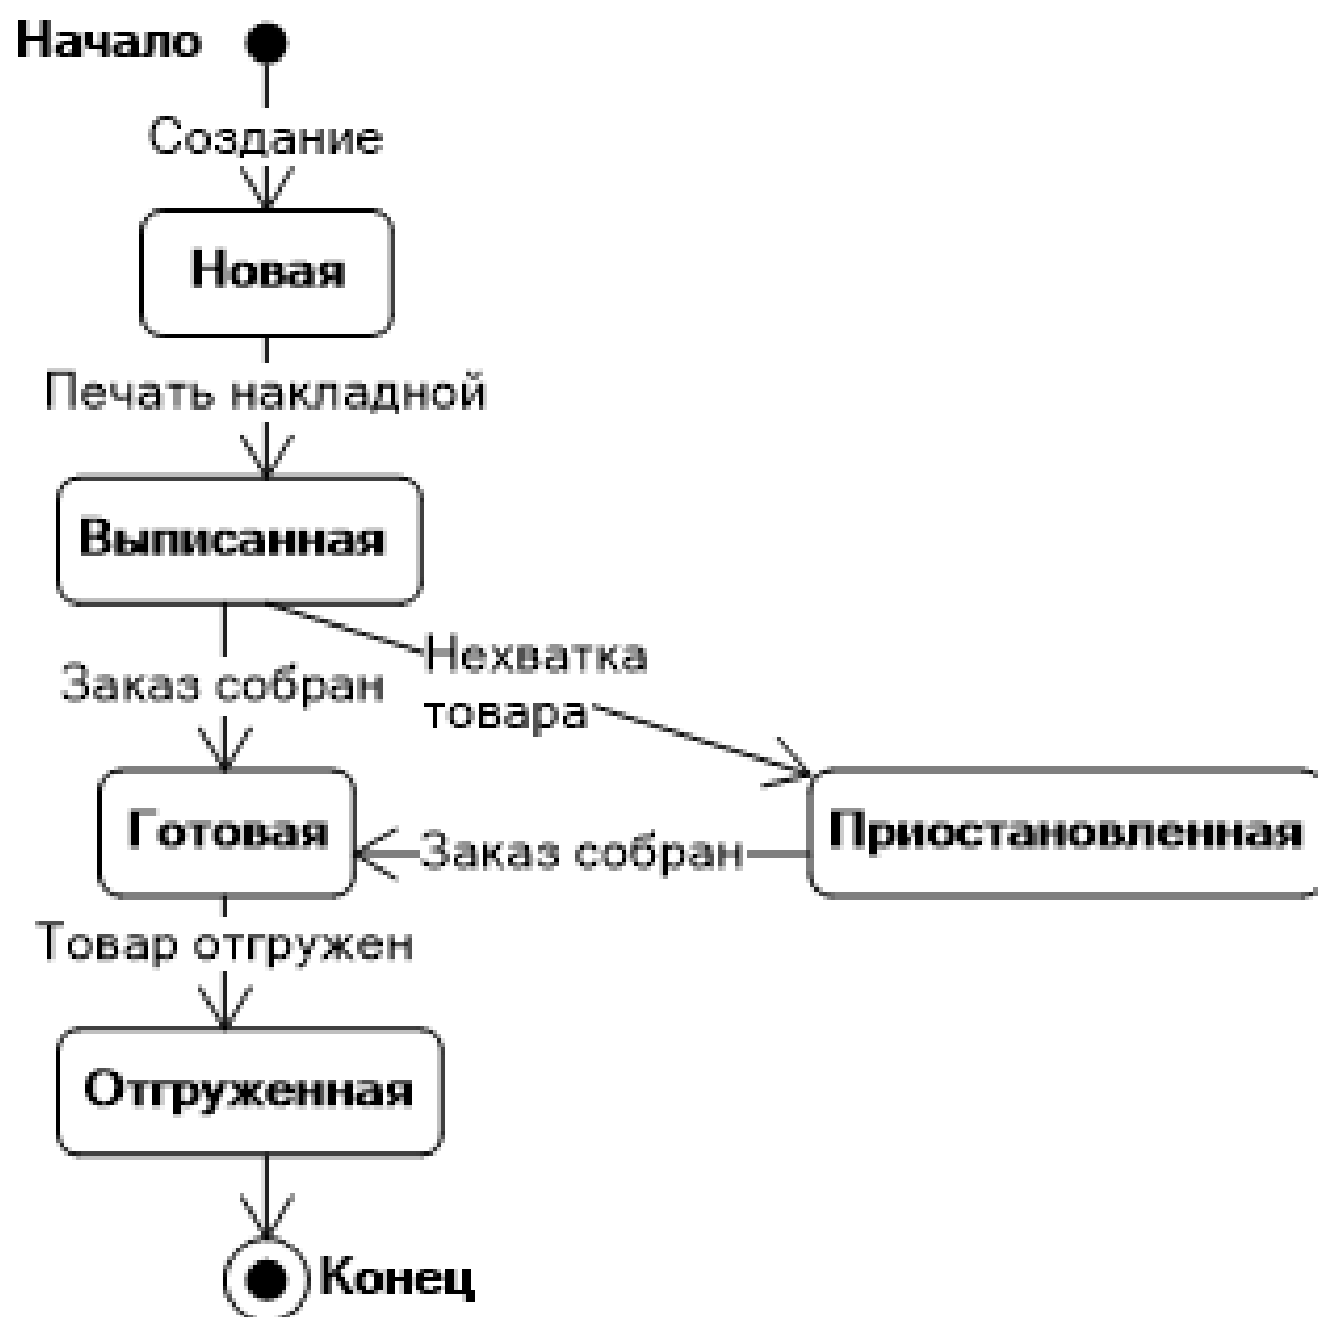 Начало
Создание
Новая
Печать накладной
Выписанная
Нехватка
товара
Заказ собран
Готовая
Заказ собран
Приостановленная
Товар отгружен
Отгруженная
Конец